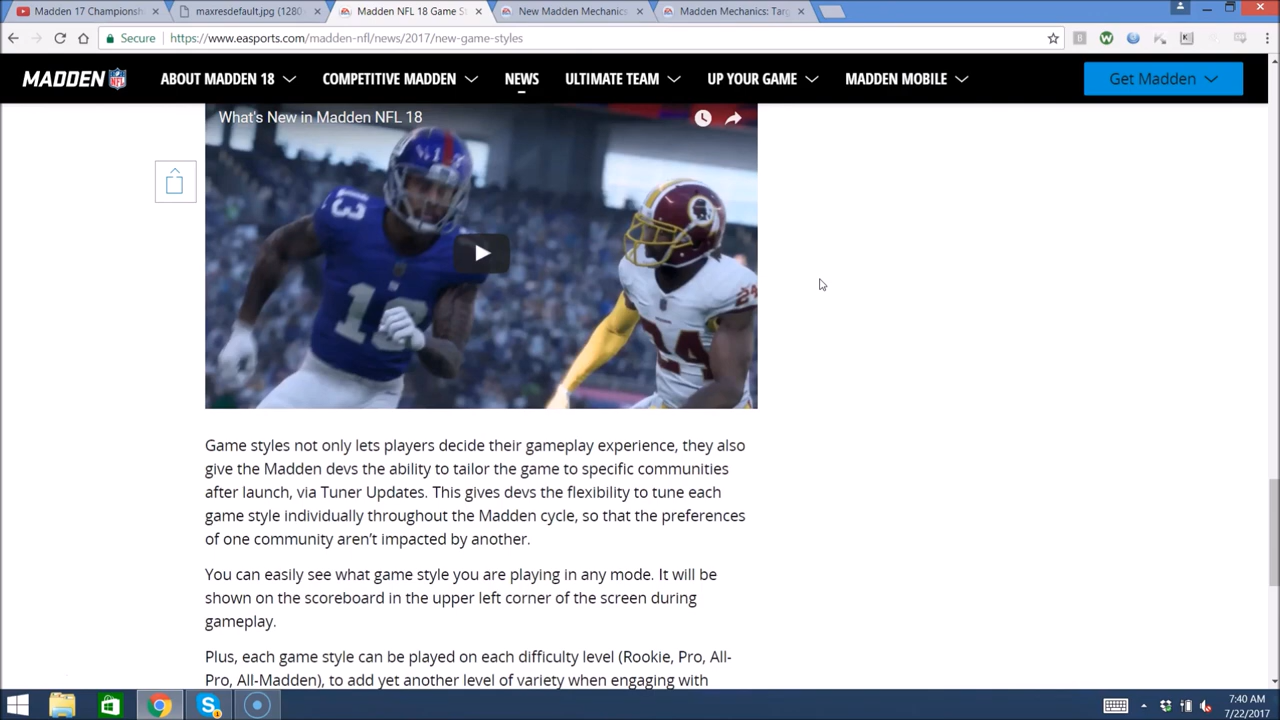 Madden 17 Championsh
maxresdefault.jpg (1280
Madden NFL 18 Game S
New Madden Mechanics
Madden Mechanics: Targ
Secure
https://www.easports.com/madden-nfl/news/2017/new-game-styles
MADDEN NFL
ABOUT MADDEN 18
COMPETITIVE MADDEN
NEWS
ULTIMATE TEAM
UP YOUR GAME
MADDEN MOBILE
Get Madden
What's New in Madden NFL 18
13
13
24
24
Game styles not only lets players decide their gameplay experience, they also
give the Madden devs the ability to tailor the game to specific communities
after launch, via Tuner Updates. This gives devs the flexibility to tune each
game style individually throughout the Madden cycle, so that the preferences
of one community aren't impacted by another.
You can easily see what game style you are playing in any mode. It will be
shown on the scoreboard in the upper left corner of the screen during
gameplay.
Plus, each game style can be played on each difficulty level (Rookie, Pro, All-
Pro, All-Madden), to add yet another level of variety when engaging with
7:40 AM
7/22/2017